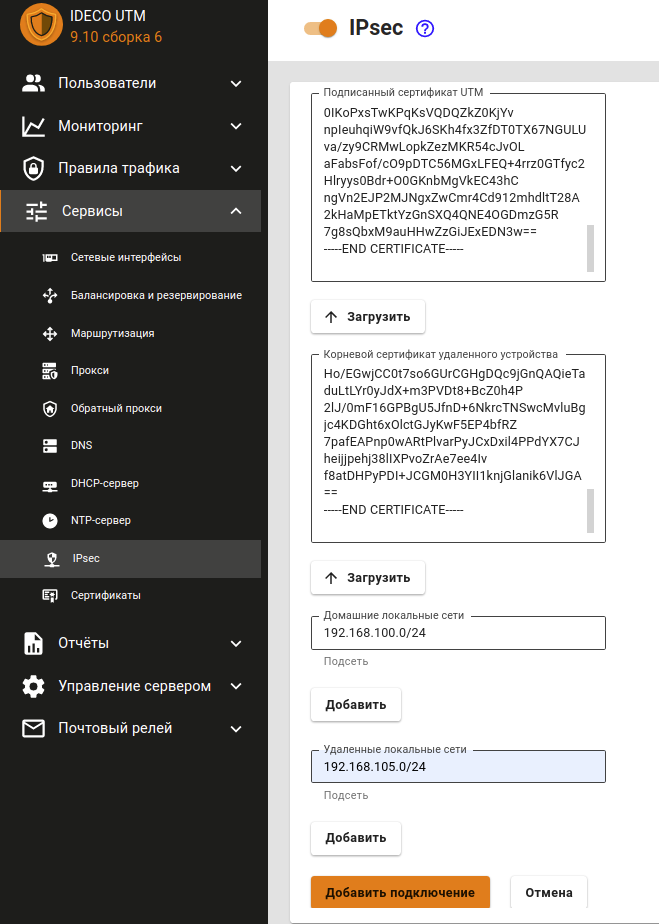 IDECO UTM
9.10 сборка 6
Пользователи
Мониторинг
Правила трафика
Сервисы
Сетевые интерфейсы
Балансировка и резервирование
Маршрутизация
Прокси
Обратный прокси
DNS
DHCP-сервер
NTP-сервер
IPsec
Сертификаты
Отчёты
Управление сервером
Почтовый релей
IPsec
Подписанный сертификат UTM
0IKoPxsTwKPqKsVQDQZkZ0KjYv
npIeuhqiW9vfQkJ6SKh4fx3ZfDT0TX67NGULU
va/zy9CRMwLopkZezMKR54cJvOL
aFabsFof/cO9pDTC56MGxLFEQ+4rrz0GTfyc2
Hlryys0Bdr+O0GKnbMgVkEC43hC
ngVn2EJP2MJNgxZwCmr4Cd912mhdltT28A
2kHaMpETktYzGnSXQ4QNE4OGDmzG5R
7g8sQbxM9auHHwZzGiJExEDN3w==
-----END CERTIFICATE-----
Загрузить
Корневой сертификат удаленного устройства
Ho/EGwjCC0t7so6GUrCGHgDQc9jGnQAQieTa
duLtLYr0yJdX+m3PVDt8+BcZ0h4P
2lJ/0mF16GPBgU5JfnD+6NkrcTNSwcMvluBg
jc4KDGht6xOlctGJyKwF5EP4bfRZ
7pafEAPnp0wARtPlvarPyJCxDxil4PPdYX7CJ
heijjpehj38lIXPvoZrAe7ee4Iv
f8atDHPyPDI+JCGM0H3YII1knjGlanik6VlJGA
==
-----END CERTIFICATE-----
Загрузить
Домашние локальные сети
192.168.100.0/24
Подсеть
Добавить
Удаленные локальные сети
192.168.105.0/24
Подсеть
Добавить
Добавить подключение
Отмена